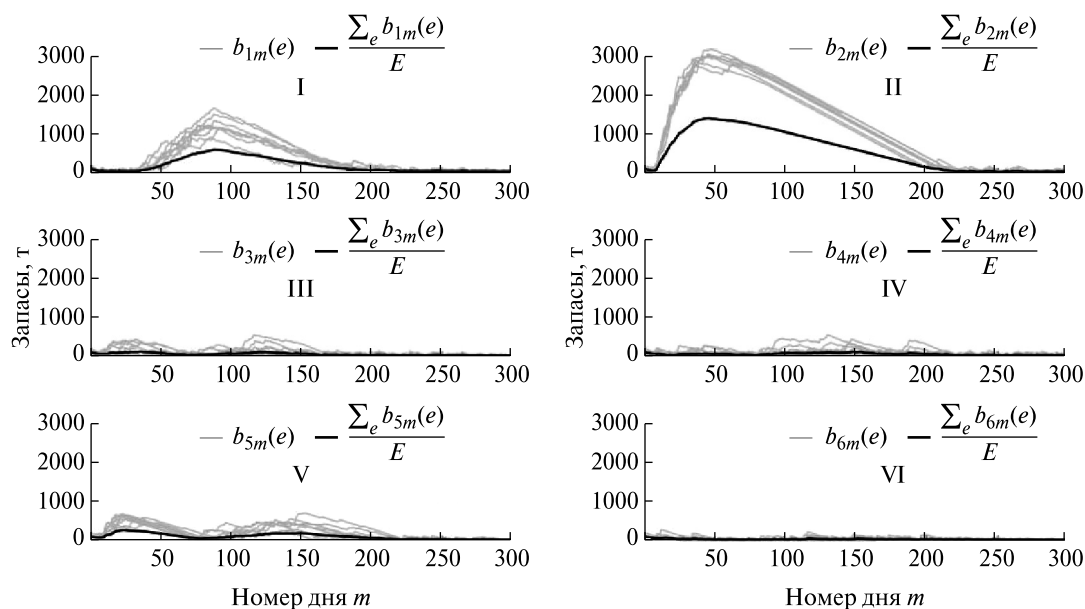 b₁ₘ(e) ∑ₑ b₁ₘ(e) / E
3000
2000
1000
0
I
50 100 150 200 250 300
b₂ₘ(e) ∑ₑ b₂ₘ(e) / E
3000
2000
1000
0
II
50 100 150 200 250 300
Запасы, т
b₃ₘ(e) ∑ₑ b₃ₘ(e) / E
3000
2000
1000
0
III
50 100 150 200 250 300
Запасы, т
b₄ₘ(e) ∑ₑ b₄ₘ(e) / E
3000
2000
1000
0
IV
50 100 150 200 250 300
b₅ₘ(e) ∑ₑ b₅ₘ(e) / E
3000
2000
1000
0
V
50 100 150 200 250 300
Номер дня m
b₆ₘ(e) ∑ₑ b₆ₘ(e) / E
3000
2000
1000
0
VI
50 100 150 200 250 300
Номер дня m